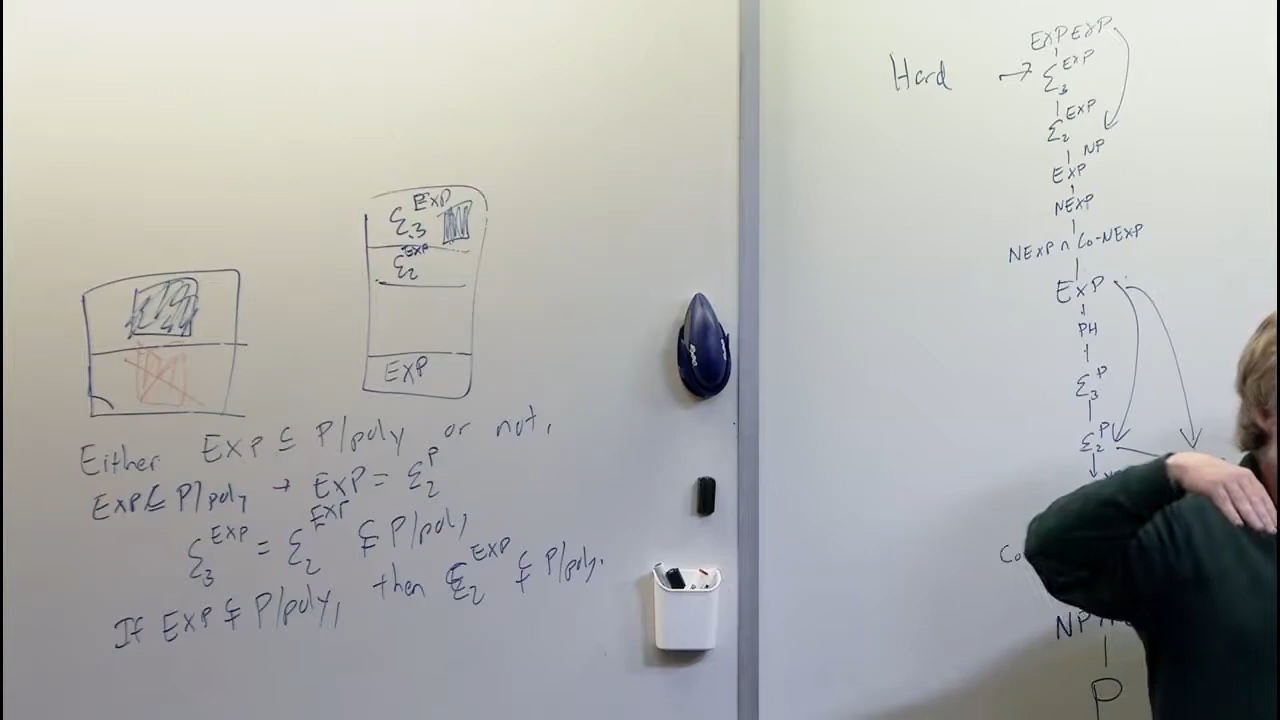 Σ₃^EXP
Σ₂^EXP
EXP
Either EXP ⊆ P/poly or not,
EXP ⊆ P/poly → EXP = Σ₂^P
Σ₃^EXP = Σ₂^EXP ⊈ P/poly
If EXP ⊈ P/poly, then Σ₂^EXP ⊈ P/poly.
Hard →
EXPEXP
Σ₃^EXP
Σ₂^EXP
EXP^NP
NEXP
NEXP ∩ Co-NEXP
EXP
PH
Σ₃^P
Σ₂^P
Co
NP
P